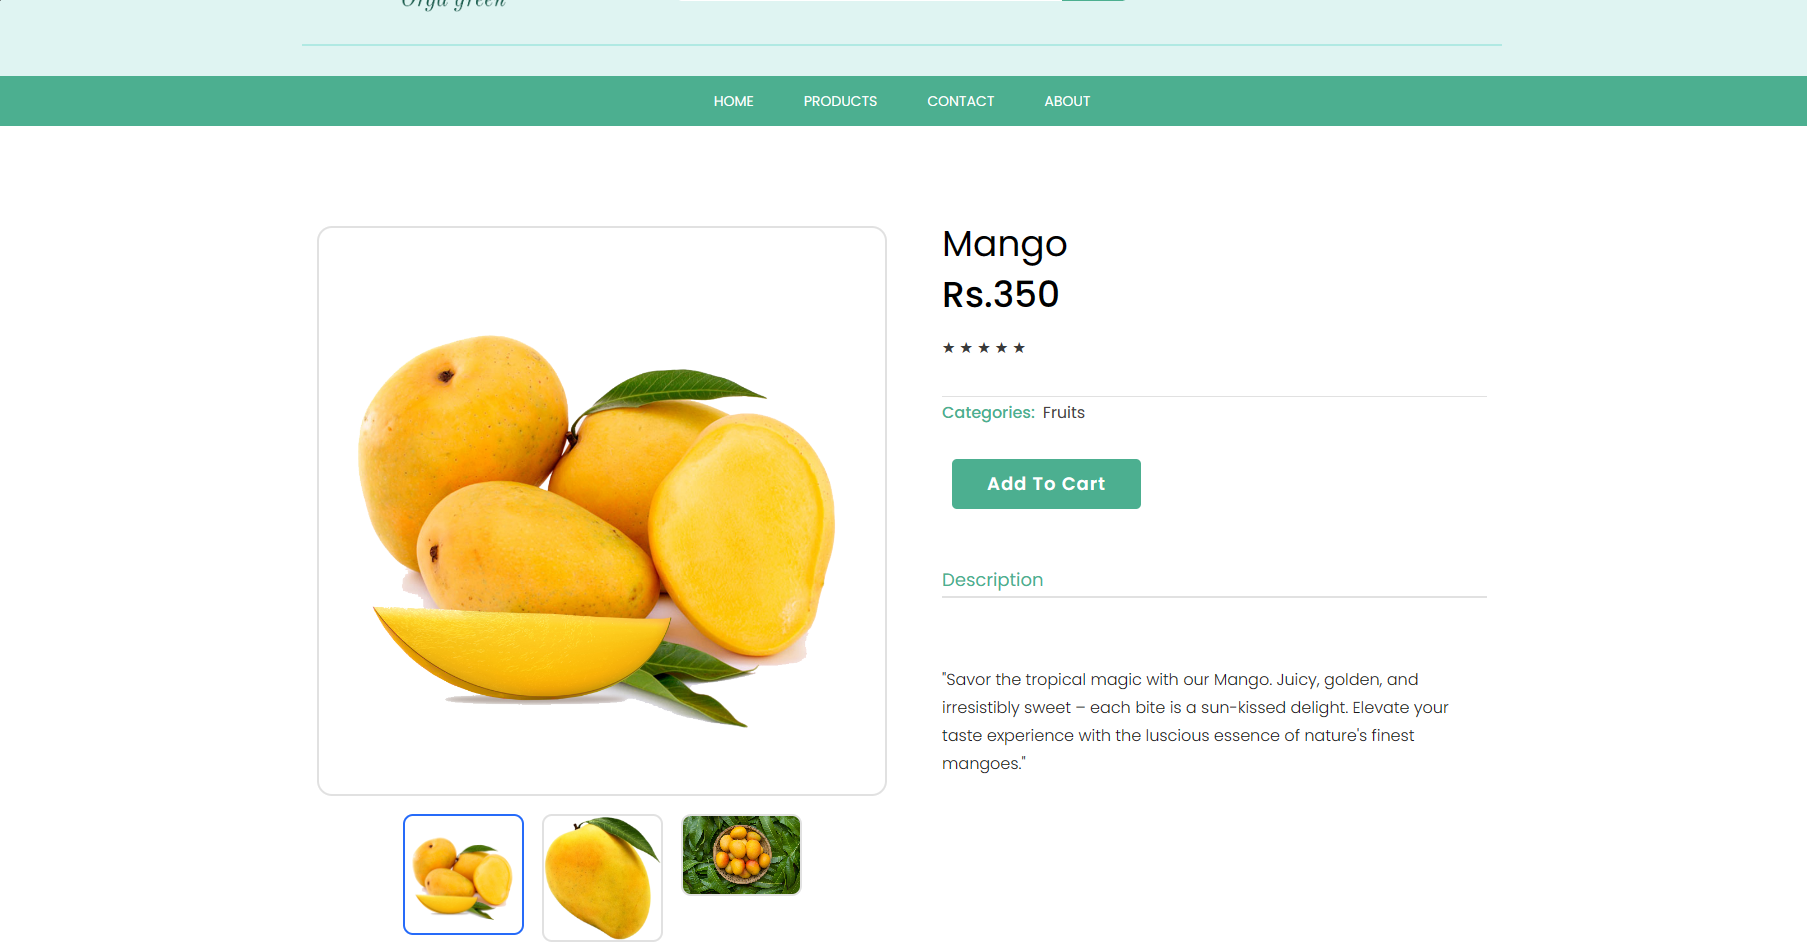 Orga green
HOME PRODUCTS CONTACT ABOUT
Mango
Rs.350
★ ★ ★ ★ ★
Categories: Fruits
Add To Cart
Description
"Savor the tropical magic with our Mango. Juicy, golden, and
irresistibly sweet – each bite is a sun-kissed delight. Elevate your
taste experience with the luscious essence of nature's finest
mangoes."